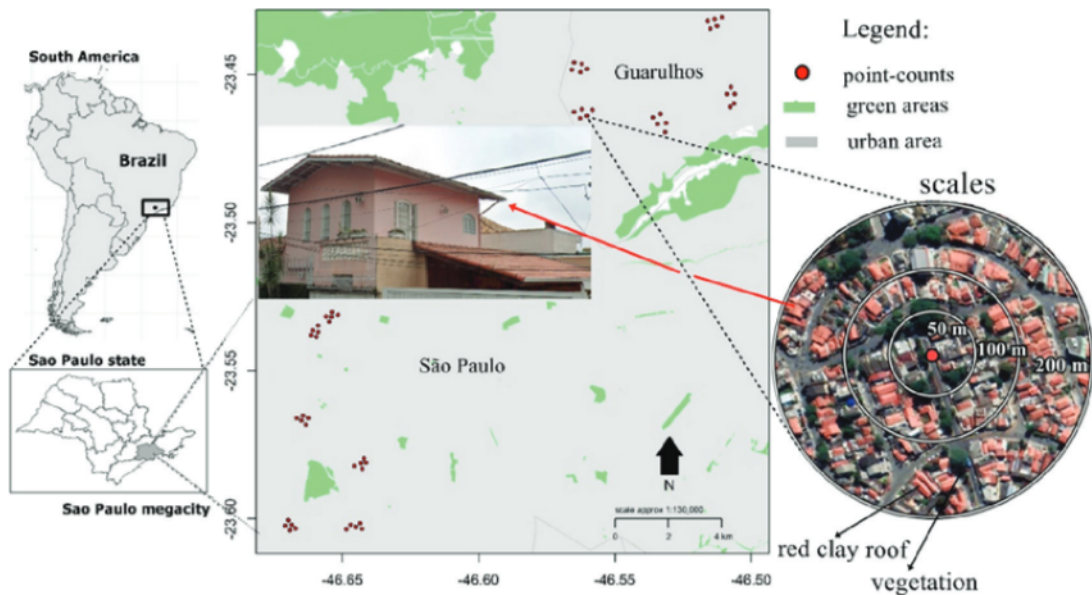 South America
Brazil
Sao Paulo state
Sao Paulo megacity
-23.45
-23.50
-23.55
-23.60
-46.65
-46.60
-46.55
-46.50
Guarulhos
São Paulo
N
scale approx 1:130,000.
0 2 4 km
Legend:
point-counts
green areas
urban area
scales
50 m
100 m
200 m
red clay roof
vegetation